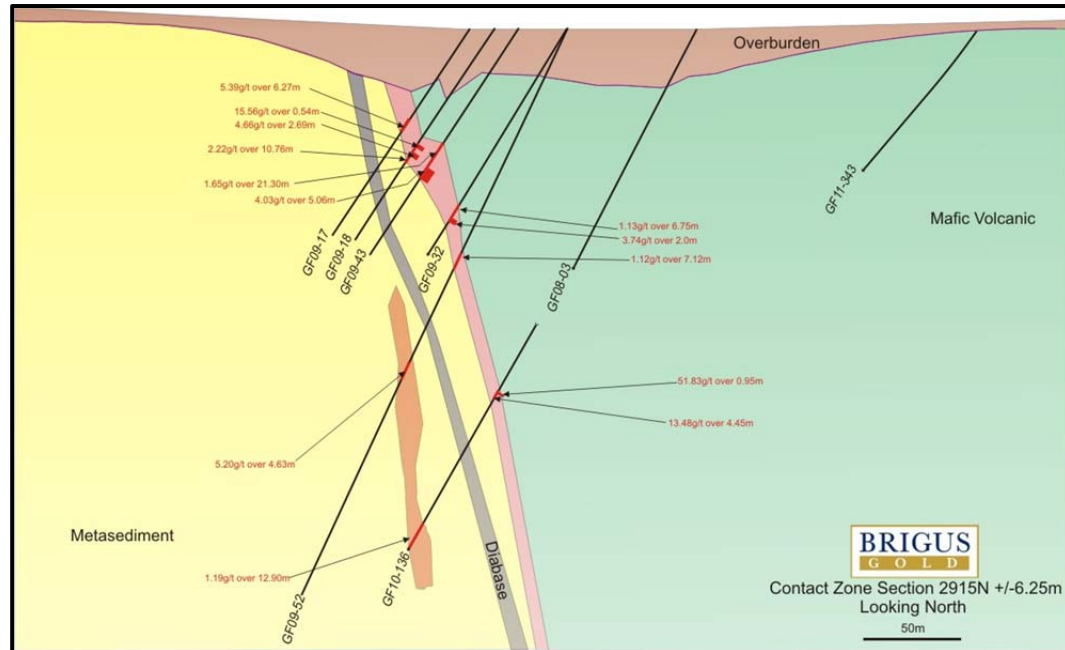 Overburden
5.39g/t over 6.27m
15.56g/t over 0.54m
4.66g/t over 2.69m
2.22g/t over 10.76m
1.65g/t over 21.30m
4.03g/t over 5.06m
GF09-17
GF09-18
GF09-43
GF09-32
GF08-03
GF11-343
Mafic Volcanic
1.13g/t over 6.75m
3.74g/t over 2.0m
1.12g/t over 7.12m
51.83g/t over 0.95m
13.48g/t over 4.45m
5.20g/t over 4.63m
Metasediment
1.19g/t over 12.90m
GF09-52
GF10-136
Diabase
BRIGUS
GOLD
Contact Zone Section 2915N +/-6.25m
Looking North
50m